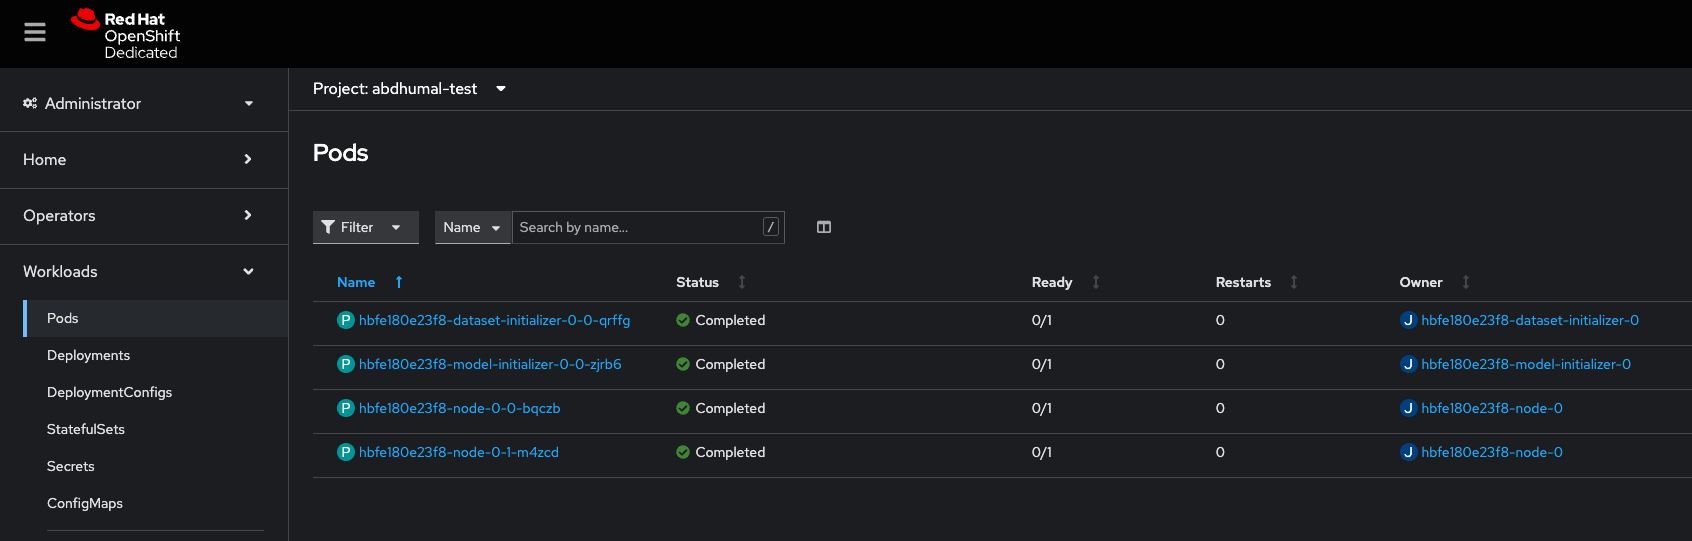 Red Hat
OpenShift
Dedicated
Administrator
Home
Operators
Workloads
Pods
Deployments
DeploymentConfigs
StatefulSets
Secrets
ConfigMaps
Project: abdhumal-test
Pods
Filter Name Search by name... /
Name Status Ready Restarts Owner
P hbfe180e23f8-dataset-initializer-0-0-qrffg Completed 0/1 0 J hbfe180e23f8-dataset-initializer-0
P hbfe180e23f8-model-initializer-0-0-zjrb6 Completed 0/1 0 J hbfe180e23f8-model-initializer-0
P hbfe180e23f8-node-0-0-bqczb Completed 0/1 0 J hbfe180e23f8-node-0
P hbfe180e23f8-node-0-1-m4zcd Completed 0/1 0 J hbfe180e23f8-node-0